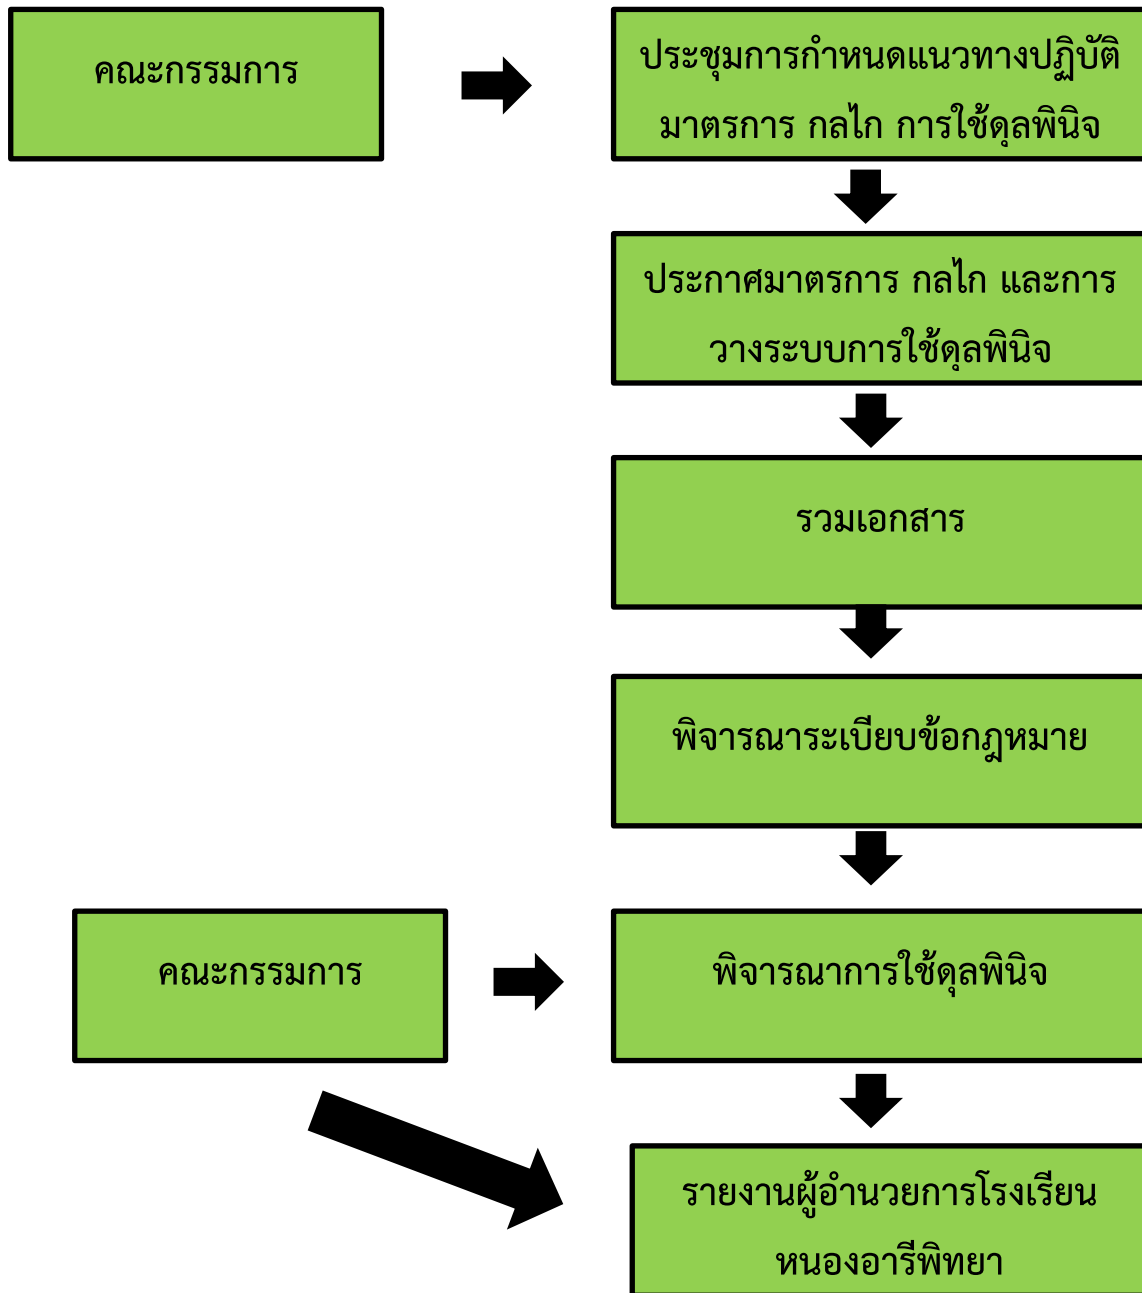 คณะกรรมการ
ประชุมการกำหนดแนวทางปฏิบัติ
มาตรการ กลไก การใช้ดุลพินิจ
ประกาศมาตรการ กลไก และการ
วางระบบการใช้ดุลพินิจ
รวมเอกสาร
พิจารณาระเบียบข้อกฎหมาย
คณะกรรมการ
พิจารณาการใช้ดุลพินิจ
รายงานผู้อำนวยการโรงเรียน
หนองอารีพิทยา